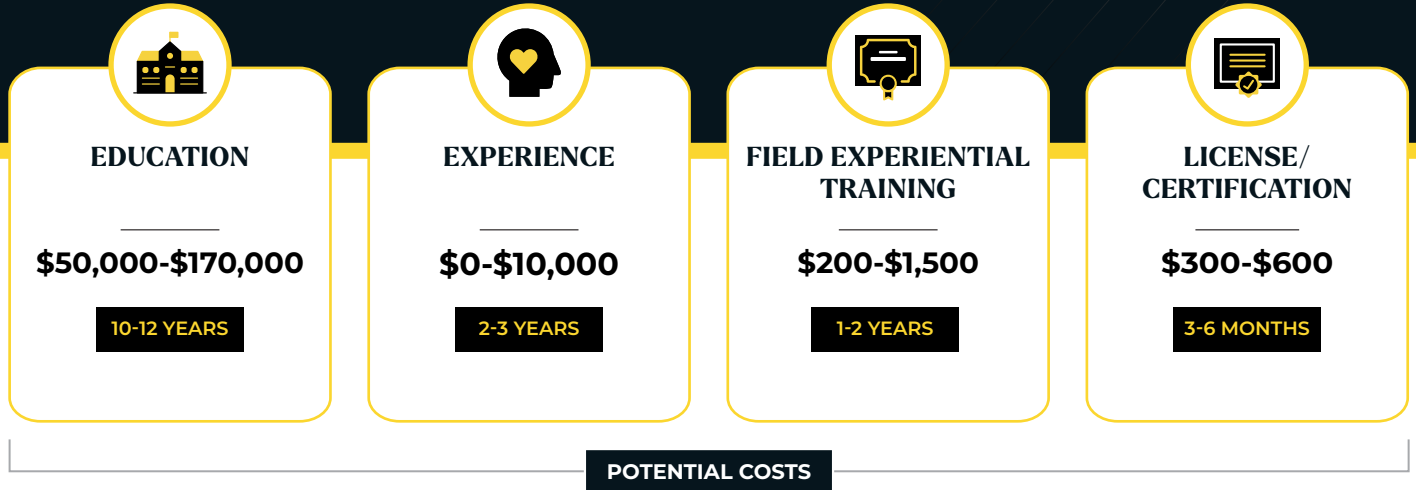 EDUCATION
$50,000-$170,000
10-12 YEARS
EXPERIENCE
$0-$10,000
2-3 YEARS
FIELD EXPERIENTIAL
TRAINING
$200-$1,500
1-2 YEARS
LICENSE/
CERTIFICATION
$300-$600
3-6 MONTHS
POTENTIAL COSTS